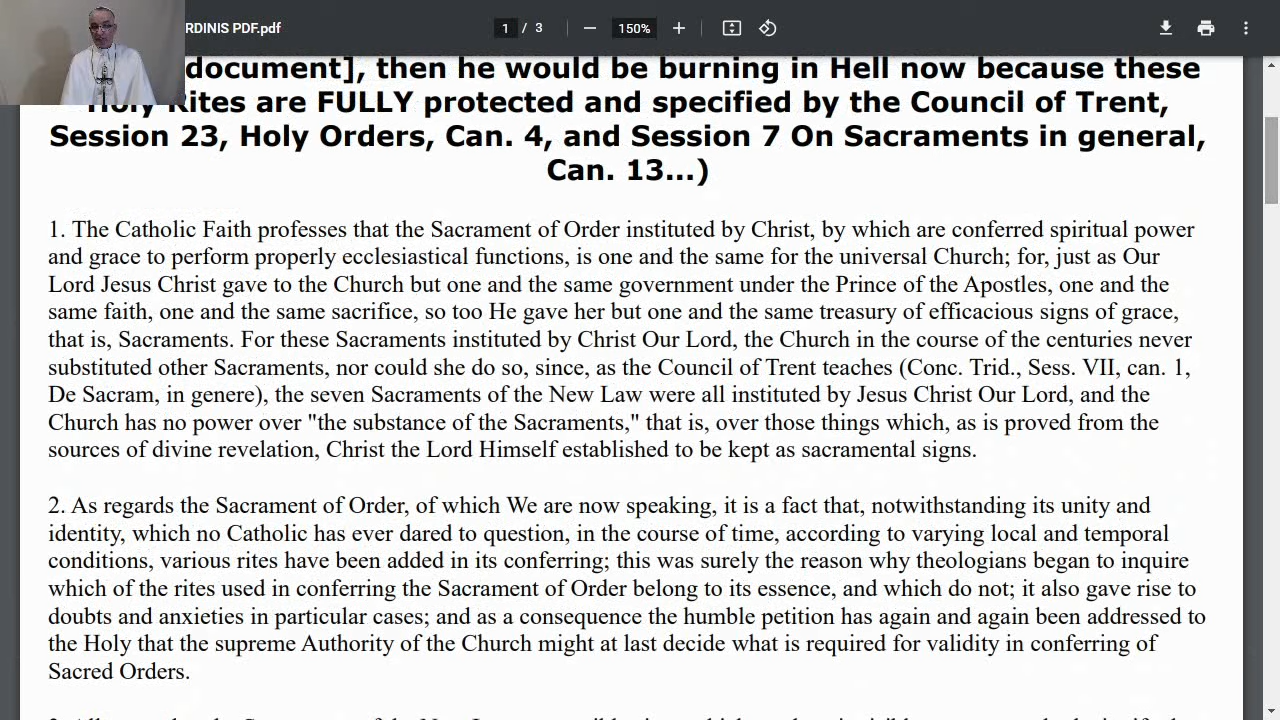 RDINIS PDF.pdf
1 / 3
150%
document], then he would be burning in Hell now because these
Holy Rites are FULLY protected and specified by the Council of Trent,
Session 23, Holy Orders, Can. 4, and Session 7 On Sacraments in general,
Can. 13...)
1. The Catholic Faith professes that the Sacrament of Order instituted by Christ, by which are conferred spiritual power
and grace to perform properly ecclesiastical functions, is one and the same for the universal Church; for, just as Our
Lord Jesus Christ gave to the Church but one and the same government under the Prince of the Apostles, one and the
same faith, one and the same sacrifice, so too He gave her but one and the same treasury of efficacious signs of grace,
that is, Sacraments. For these Sacraments instituted by Christ Our Lord, the Church in the course of the centuries never
substituted other Sacraments, nor could she do so, since, as the Council of Trent teaches (Conc. Trid., Sess. VII, can. 1,
De Sacram, in genere), the seven Sacraments of the New Law were all instituted by Jesus Christ Our Lord, and the
Church has no power over "the substance of the Sacraments," that is, over those things which, as is proved from the
sources of divine revelation, Christ the Lord Himself established to be kept as sacramental signs.
2. As regards the Sacrament of Order, of which We are now speaking, it is a fact that, notwithstanding its unity and
identity, which no Catholic has ever dared to question, in the course of time, according to varying local and temporal
conditions, various rites have been added in its conferring; this was surely the reason why theologians began to inquire
which of the rites used in conferring the Sacrament of Order belong to its essence, and which do not; it also gave rise to
doubts and anxieties in particular cases; and as a consequence the humble petition has again and again been addressed to
the Holy that the supreme Authority of the Church might at last decide what is required for validity in conferring of
Sacred Orders.